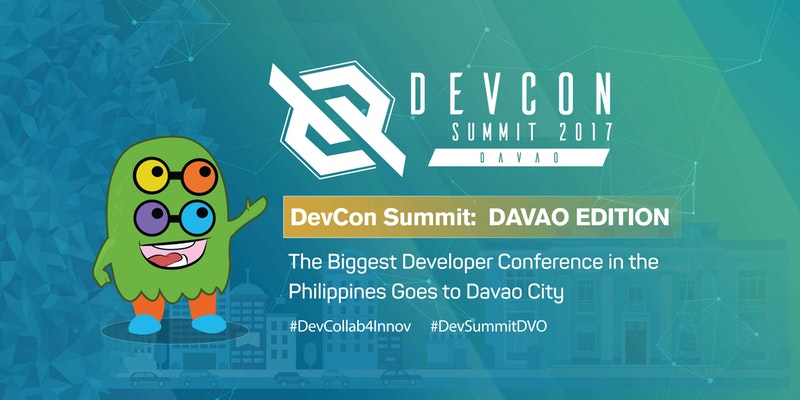 DEVCON
SUMMIT 2017
DAVAO
DevCon Summit: DAVAO EDITION
The Biggest Developer Conference in the
Philippines Goes to Davao City
#DevCollab4Innov #DevSummitDVO